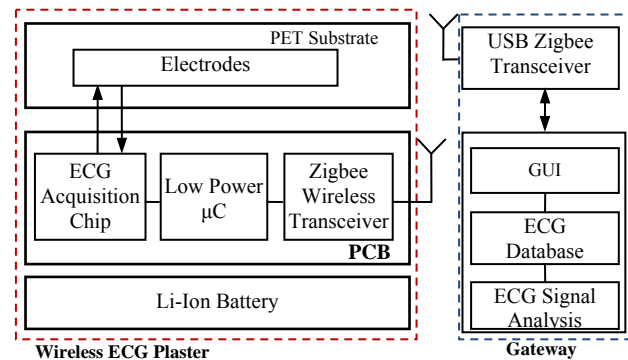 PET Substrate
Electrodes
ECG
Acquisition
Chip
Low Power
μC
Zigbee
Wireless
Transceiver
PCB
Li-Ion Battery
Wireless ECG Plaster
USB Zigbee
Transceiver
GUI
ECG
Database
ECG Signal
Analysis
Gateway